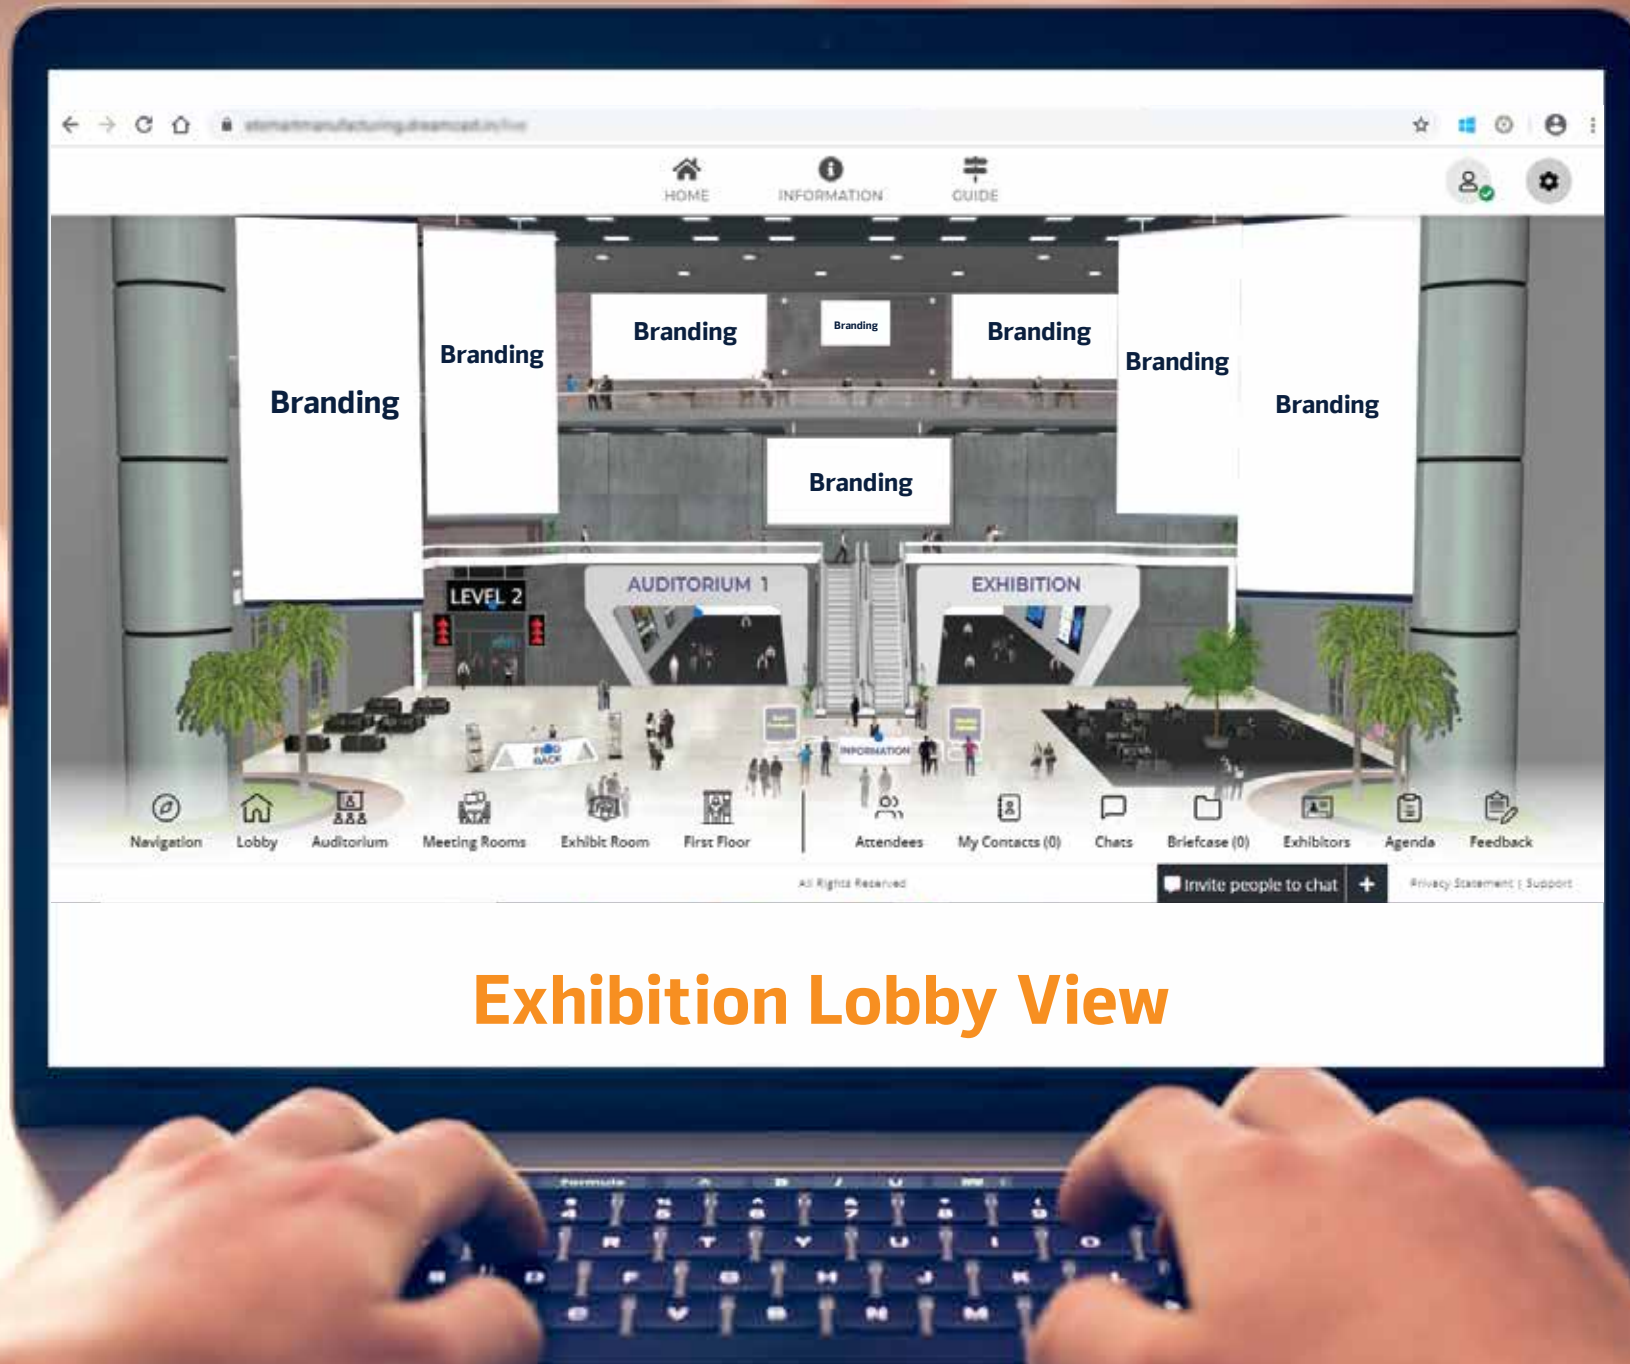 HOME
INFORMATION
GUIDE
Branding
Branding
Branding
Branding
Branding
Branding
Branding
Branding
LEVEL 2
AUDITORIUM 1
EXHIBITION
FEED
BACK
INFORMATION
Navigation
Lobby
Auditorium
Meeting Rooms
Exhibit Room
First Floor
Attendees
My Contacts (0)
Chats
Briefcase (0)
Exhibitors
Agenda
Feedback
All Rights Reserved
Invite people to chat +
Privacy Statement | Support
Exhibition Lobby View